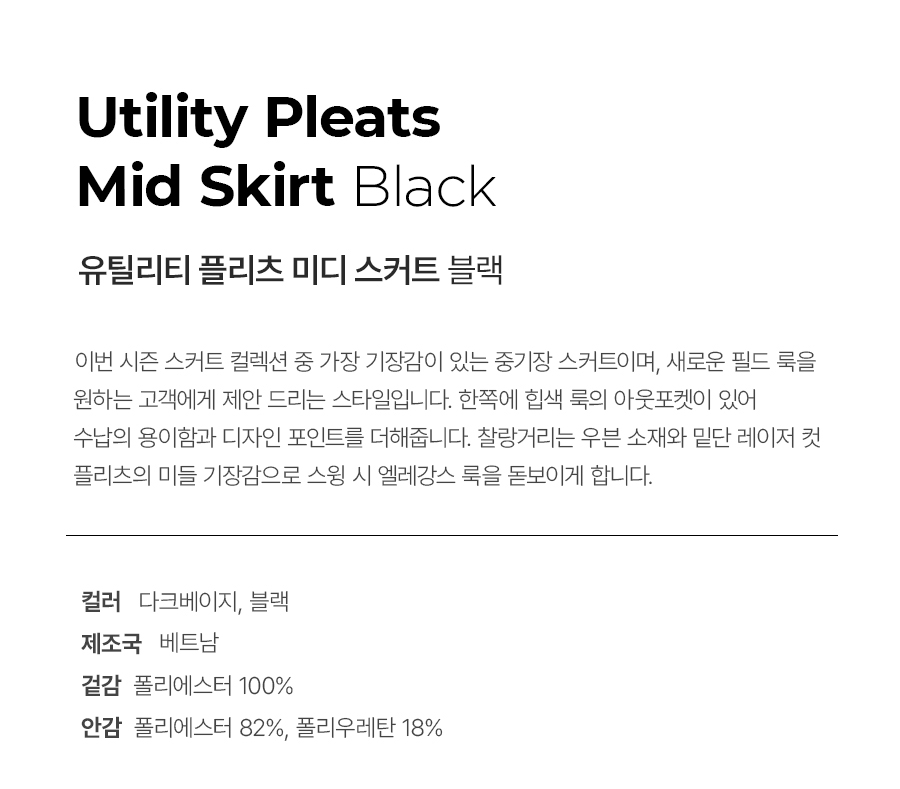 Utility Pleats
Mid Skirt Black
유틸리티 플리츠 미디 스커트 블랙
이번 시즌 스커트 컬렉션 중 가장 기장감이 있는 중기장 스커트이며, 새로운 필드 룩을
원하는 고객에게 제안 드리는 스타일입니다. 한쪽에 힙색 룩의 아웃포켓이 있어
수납의 용이함과 디자인 포인트를 더해줍니다. 찰랑거리는 우븐 소재와 밑단 레이저 컷
플리츠의 미들 기장감으로 스윙 시 엘레강스 룩을 돋보이게 합니다.
컬러 다크베이지, 블랙
제조국 베트남
겉감 폴리에스터 100%
안감 폴리에스터 82%, 폴리우레탄 18%